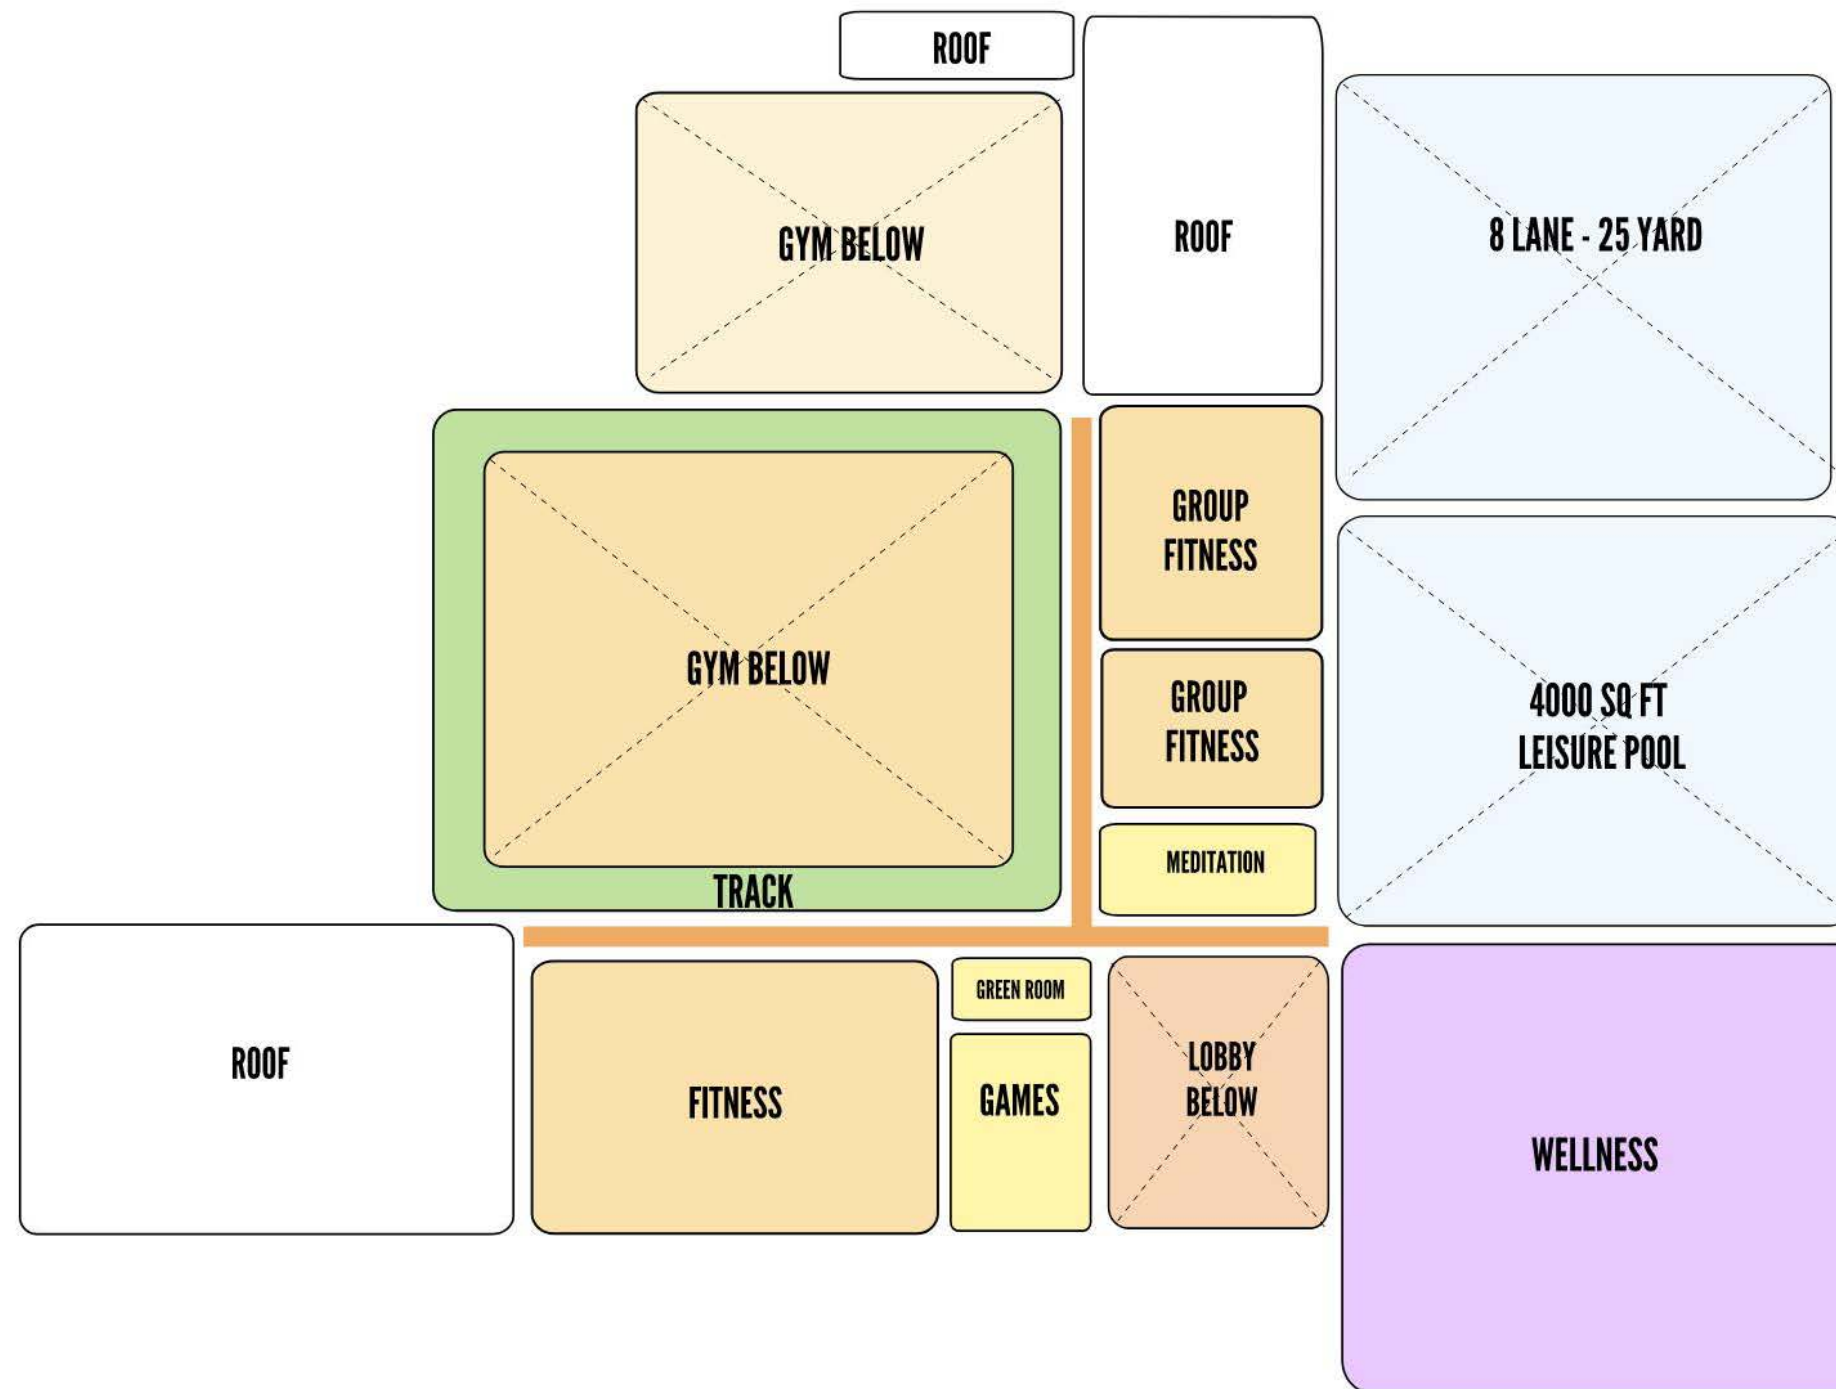 ROOF
GYM BELOW
ROOF
8 LANE - 25 YARD
GROUP
FITNESS
GYM BELOW
GROUP
FITNESS
4000 SQ FT
LEISURE POOL
MEDITATION
TRACK
GREEN ROOM
ROOF
FITNESS
GAMES
LOBBY
BELOW
WELLNESS